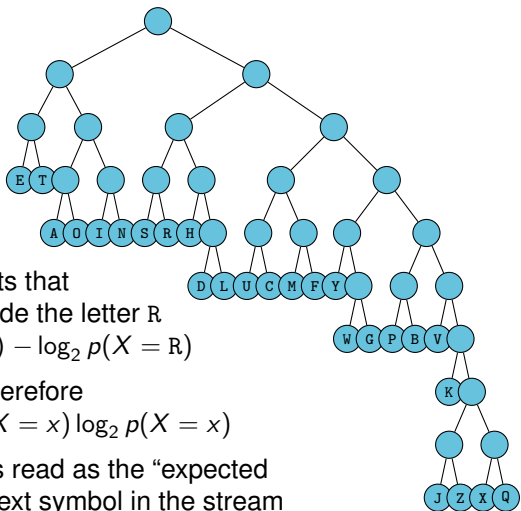 E T
A O I N S R H
D L U C M F Y
W G P B V
K
J Z X Q
ts that
de the letter R
) − log₂ p(X = R)
erefore
X = x) log₂ p(X = x)
s read as the “expected
ext symbol in the stream